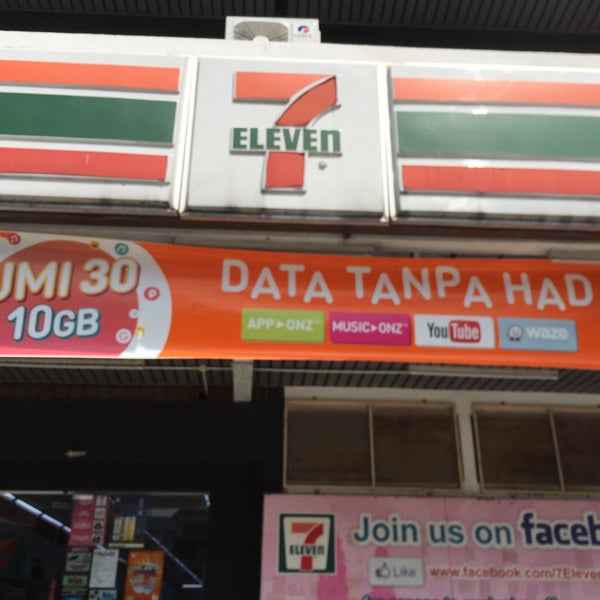 7
ELEVEN
UMI 30
10GB
DATA TANPA HAD
APP ONZ
MUSIC ONZ
YouTube
waze
7
ELEVEN
Join us on faceb
Like
www.facebook.com/7Eleven